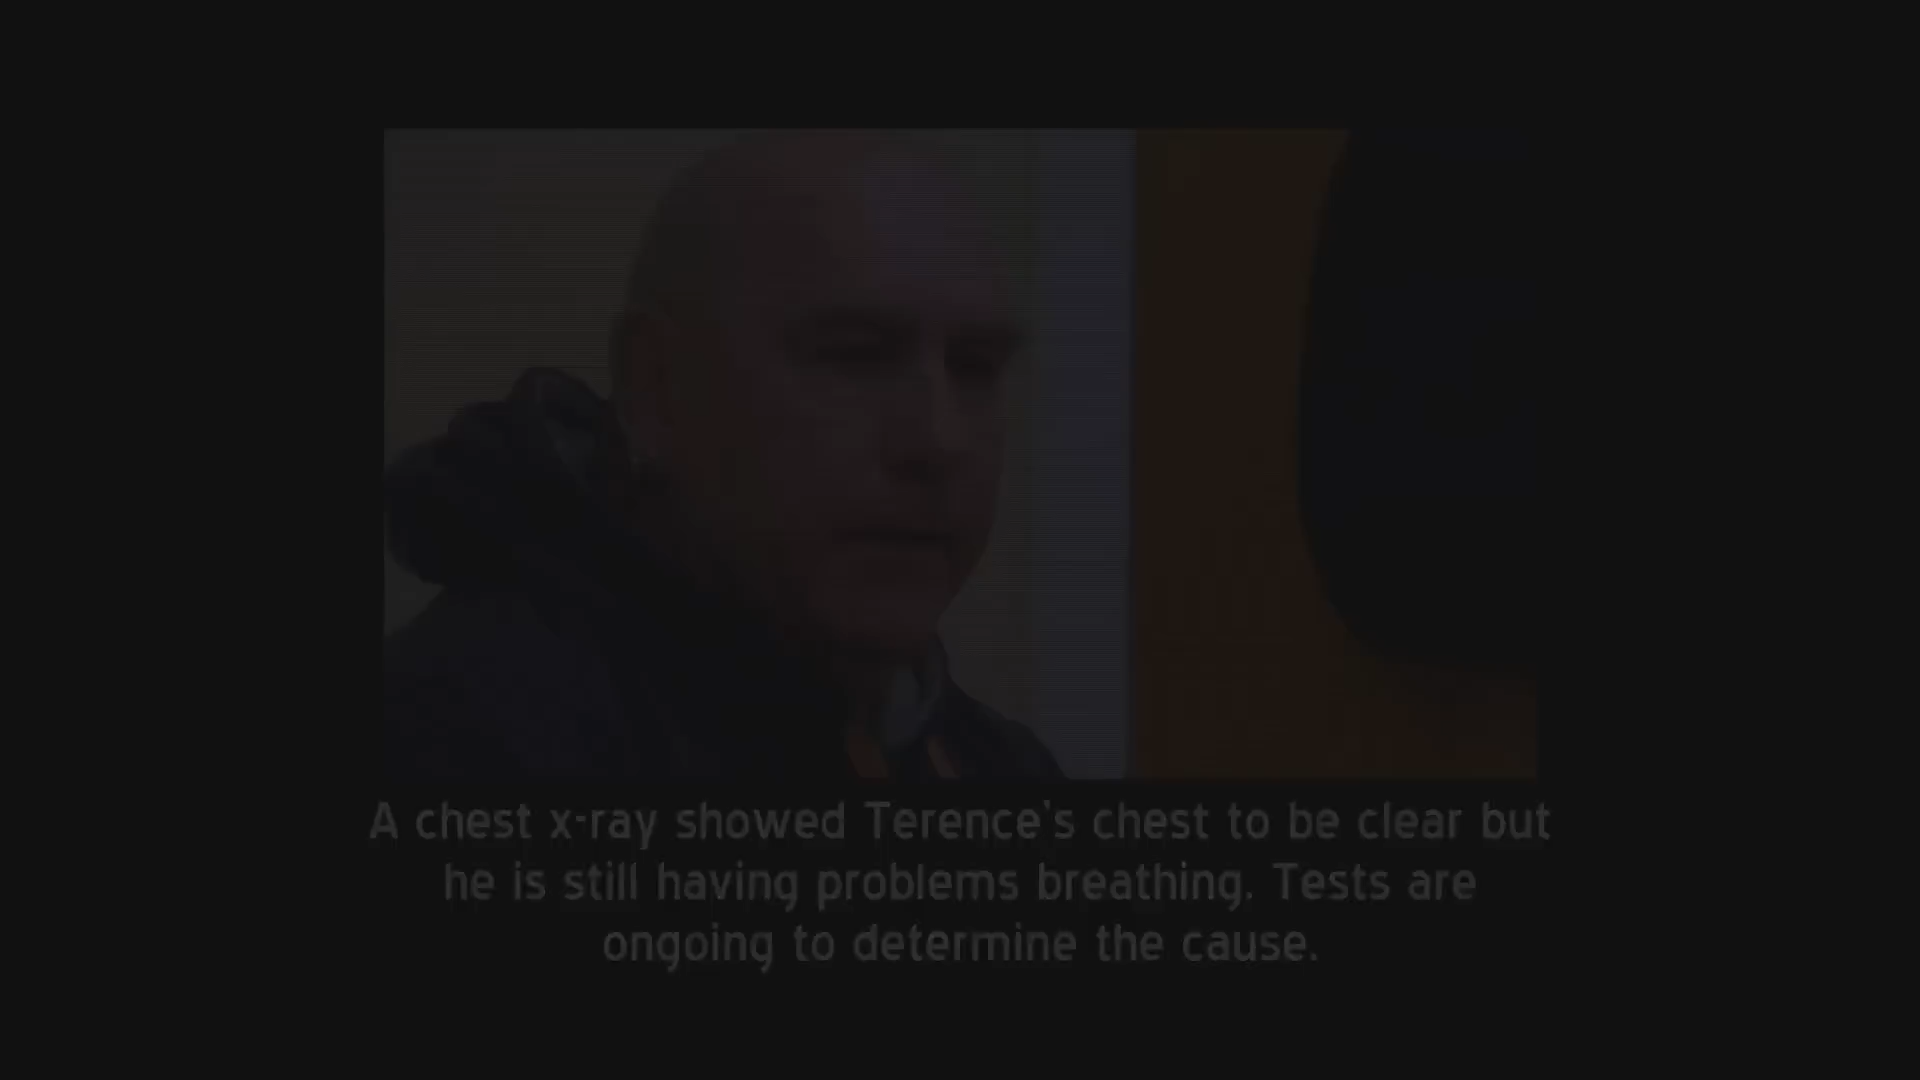 A chest x-ray showed Terence's chest to be clear but
he is still having problems breathing. Tests are
ongoing to determine the cause.